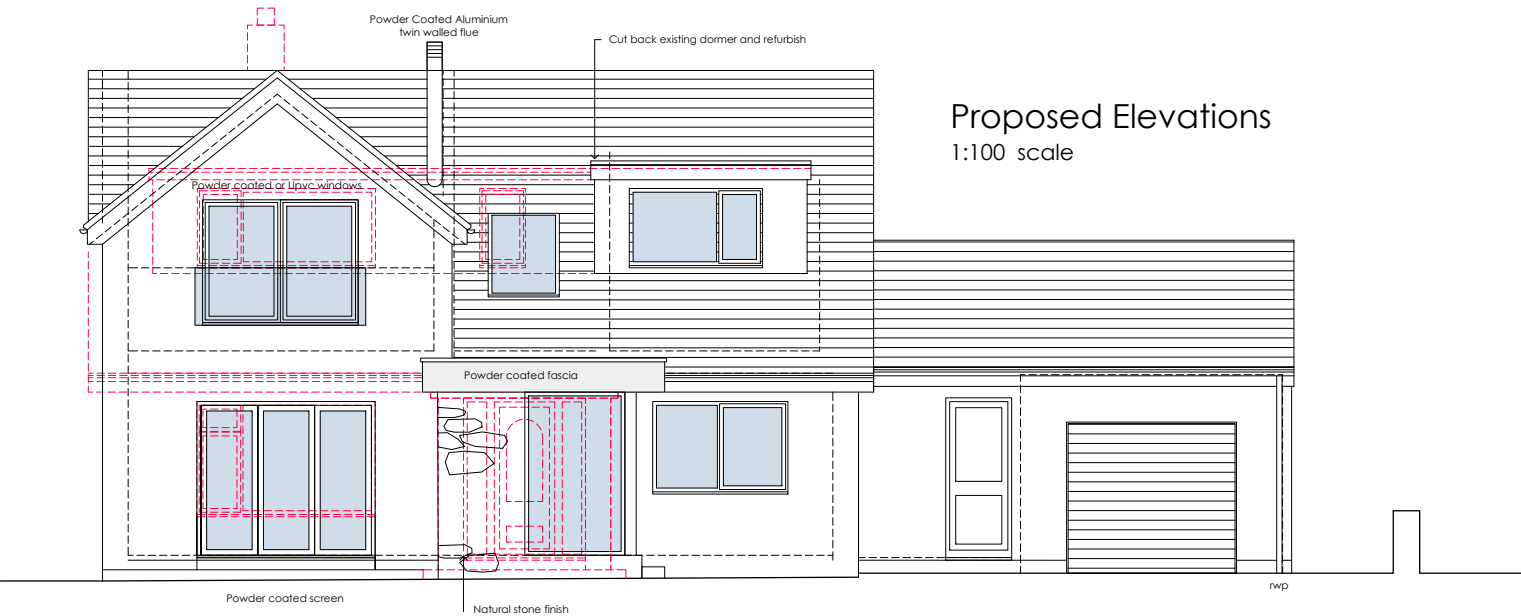 Powder Coated Aluminium
twin walled flue
Cut back existing dormer and refurbish
Proposed Elevations
1:100 scale
Powder coated or Upvc windows
Powder coated fascia
rwp
Powder coated screen
Natural stone finish